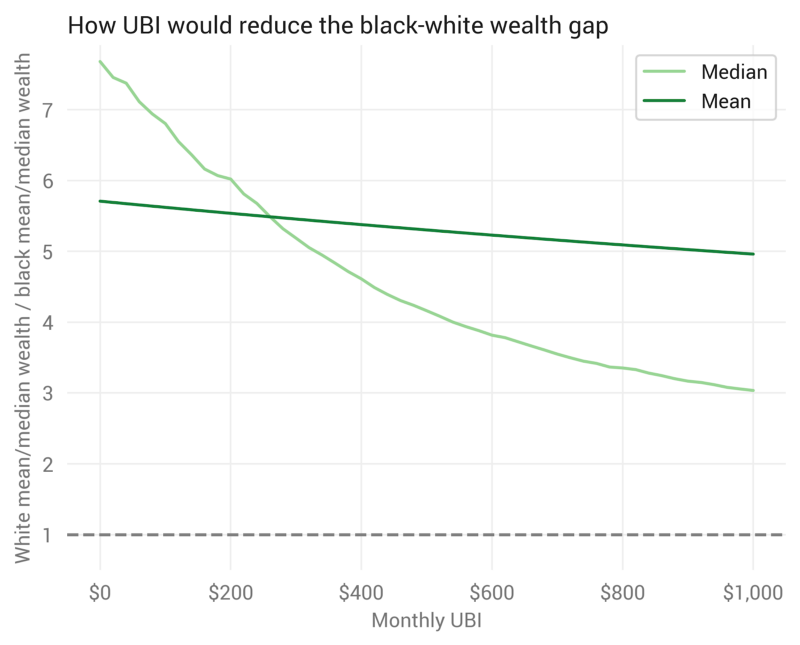 How UBI would reduce the black-white wealth gap
White mean/median wealth / black mean/median wealth
Median
Mean
7
6
5
4
3
2
1
$0
$200
$400
$600
$800
$1,000
Monthly UBI